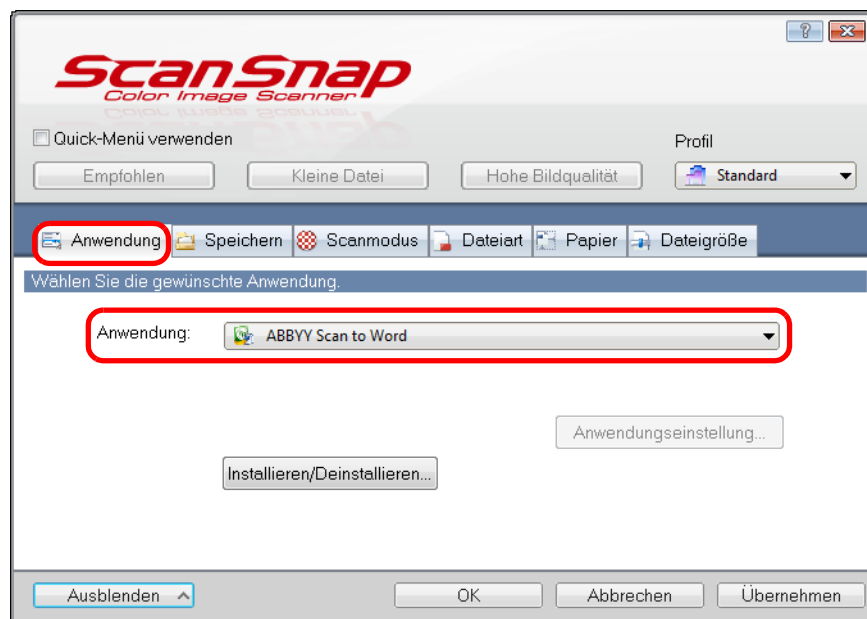 ScanSnap
Color Image Scanner
Quick-Menü verwenden
Profil
Empfohlen Kleine Datei Hohe Bildqualität Standard
Anwendung Speichern Scanmodus Dateiart Papier Dateigröße
Wählen Sie die gewünschte Anwendung.
Anwendung: ABBYY Scan to Word
Anwendungseinstellung...
Installieren/Deinstallieren...
Ausblenden OK Abbrechen Übernehmen